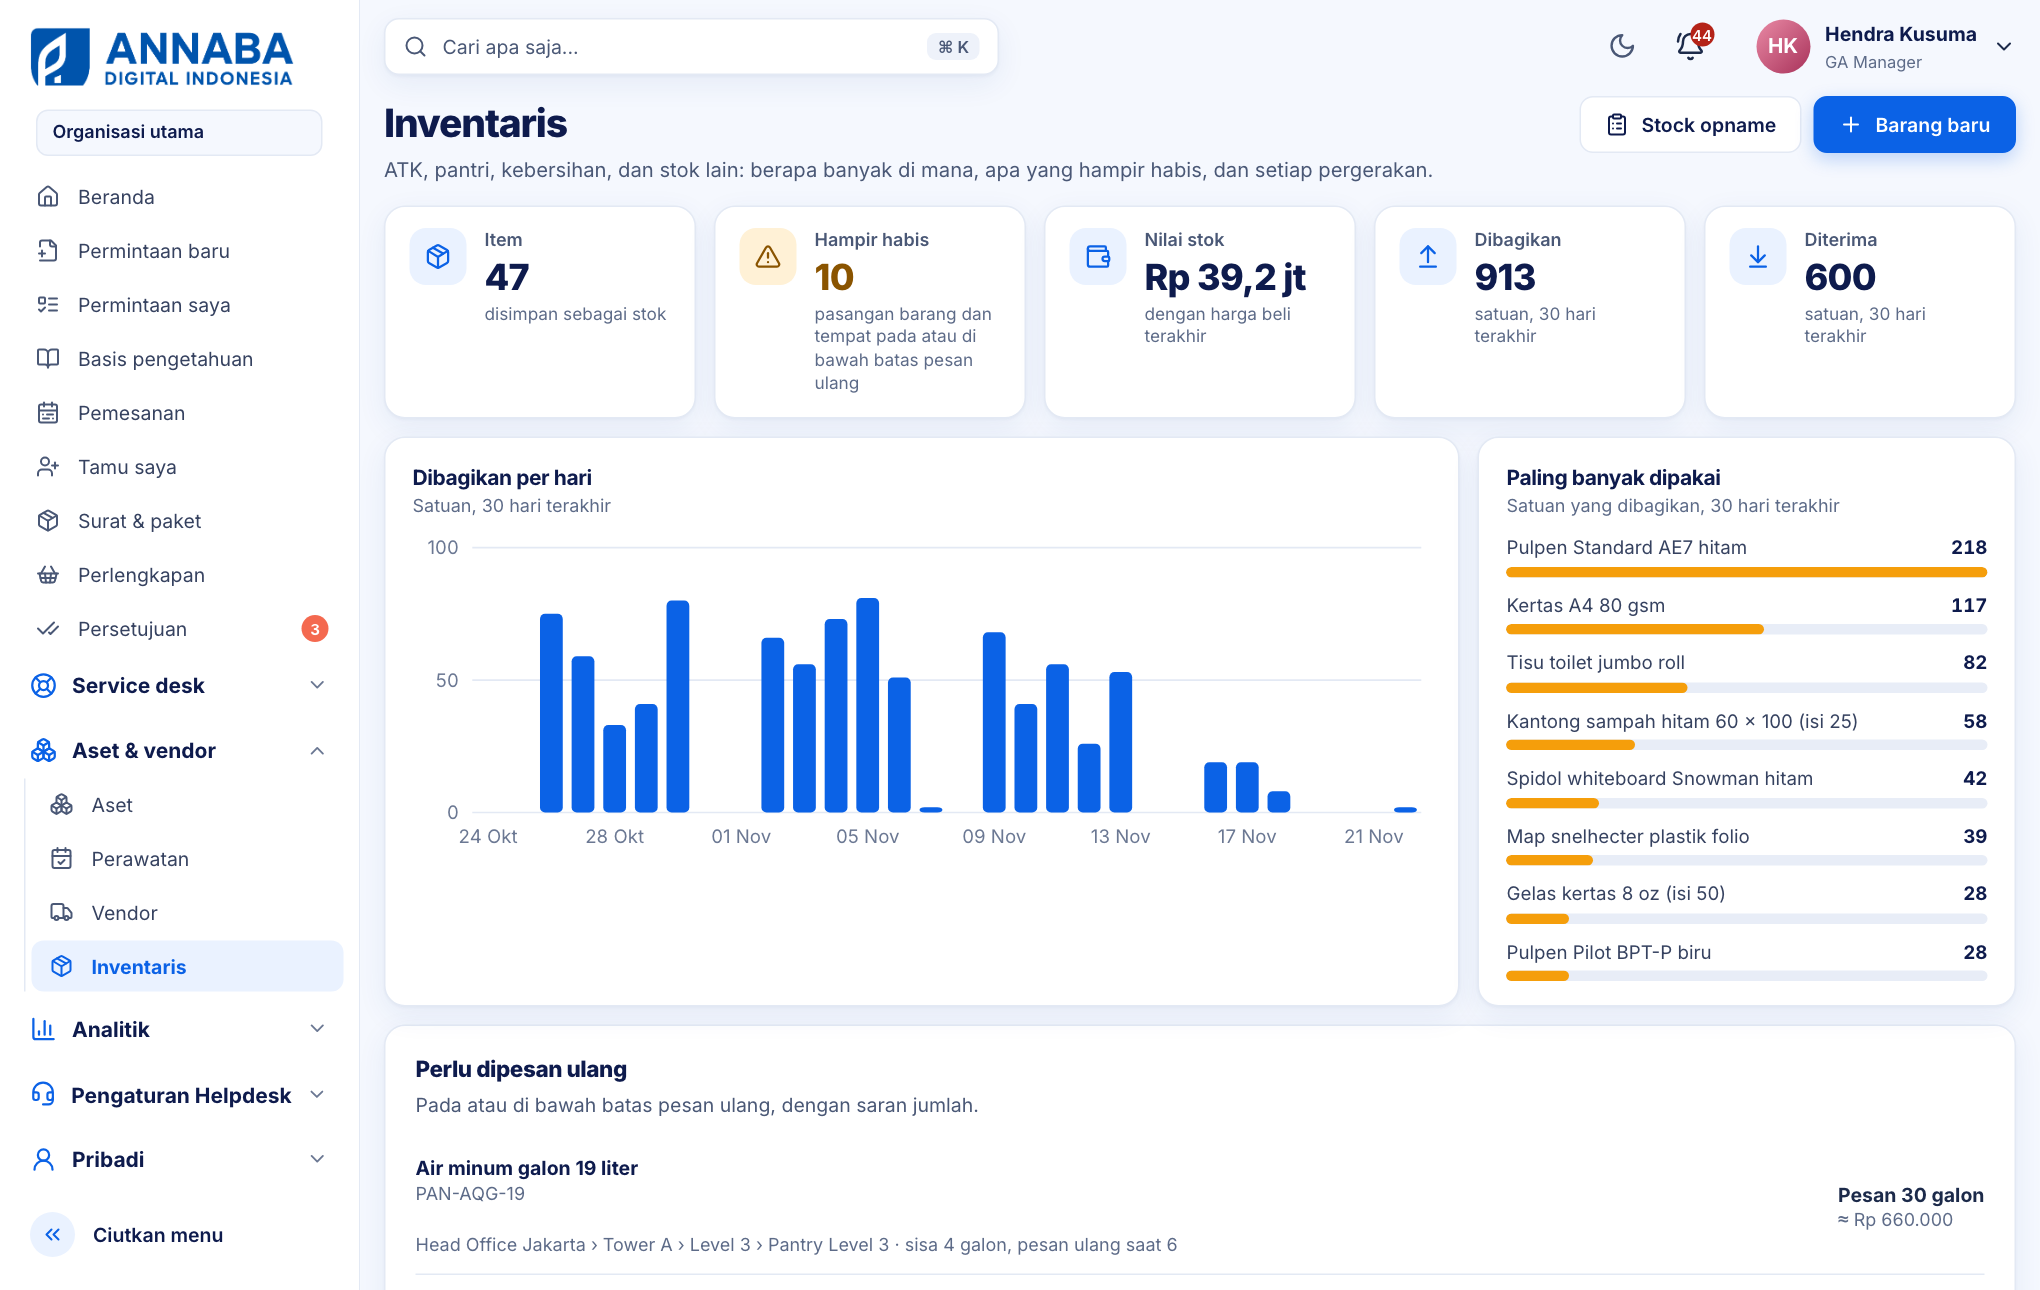 ANNABA
DIGITAL INDONESIA
Organisasi utama
Beranda
Permintaan baru
Permintaan saya
Basis pengetahuan
Pemesanan
Tamu saya
Surat & paket
Perlengkapan
Persetujuan 3
Service desk
Aset & vendor
Aset
Perawatan
Vendor
Inventaris
Analitik
Pengaturan Helpdesk
Pribadi
Ciutkan menu
Cari apa saja... ⌘ K
44
HK
Hendra Kusuma
GA Manager
Inventaris
ATK, pantri, kebersihan, dan stok lain: berapa banyak di mana, apa yang hampir habis, dan setiap pergerakan.
Stock opname
Barang baru
Item
47
disimpan sebagai stok
Hampir habis
10
pasangan barang dan
tempat pada atau di
bawah batas pesan
ulang
Nilai stok
Rp 39,2 jt
dengan harga beli
terakhir
Dibagikan
913
satuan, 30 hari
terakhir
Diterima
600
satuan, 30 hari
terakhir
Dibagikan per hari
Satuan, 30 hari terakhir
100
50
0
24 Okt 28 Okt 01 Nov 05 Nov 09 Nov 13 Nov 17 Nov 21 Nov
Paling banyak dipakai
Satuan yang dibagikan, 30 hari terakhir
Pulpen Standard AE7 hitam 218
Kertas A4 80 gsm 117
Tisu toilet jumbo roll 82
Kantong sampah hitam 60 × 100 (isi 25) 58
Spidol whiteboard Snowman hitam 42
Map snelhecter plastik folio 39
Gelas kertas 8 oz (isi 50) 28
Pulpen Pilot BPT-P biru 28
Perlu dipesan ulang
Pada atau di bawah batas pesan ulang, dengan saran jumlah.
Air minum galon 19 liter
PAN-AQG-19
Head Office Jakarta › Tower A › Level 3 › Pantry Level 3 · sisa 4 galon, pesan ulang saat 6
Pesan 30 galon
≈ Rp 660.000